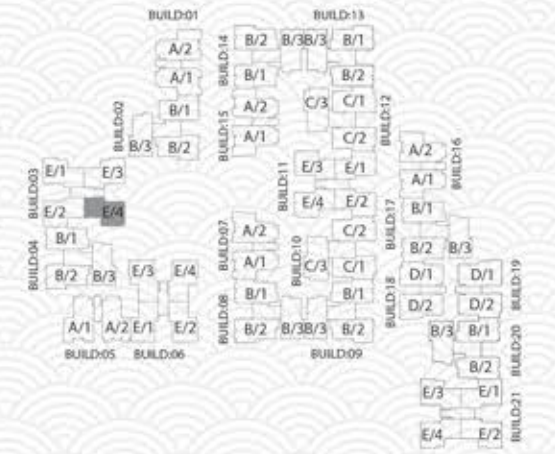 BUILD:01
A/2
A/1
BUILD:02
B/1
B/3 B/2
BUILD:03
E/1 E/3
E/2 E/4
BUILD:04
B/1
B/2 B/3
A/1 A/2
BUILD:05
E/3 E/4
E/1 E/2
BUILD:06
BUILD:13
BUILD:14
B/2 B/3 B/3 B/1
B/1 B/2
BUILD:15
A/2
A/1
BUILD:12
C/3 C/1
C/2
BUILD:11
E/3 E/1
E/4 E/2
BUILD:07
A/2
A/1
BUILD:10
C/2
C/3 C/1
BUILD:08
B/1 B/1
B/2 B/3 B/3 B/2
BUILD:09
BUILD:16
A/2
A/1
BUILD:17
B/1
B/2 B/3
BUILD:18
D/1
D/2
BUILD:19
D/1
D/2
BUILD:20
B/3 B/1
B/2
BUILD:21
E/3 E/1
E/4 E/2